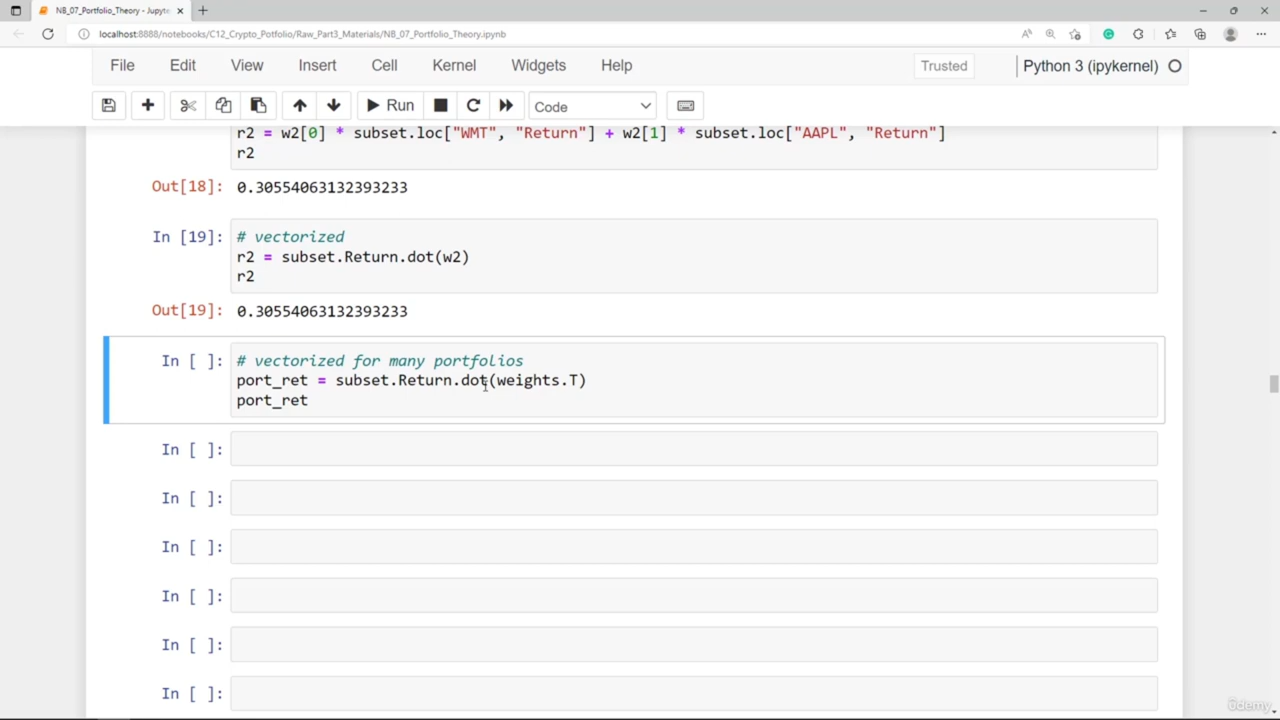 NB_07_Portfolio_Theory - Jupyte
localhost:8888/notebooks/C12_Crypto_Potfolio/Raw_Part3_Materials/NB_07_Portfolio_Theory.ipynb
File Edit View Insert Cell Kernel Widgets Help Trusted Python 3 (ipykernel)
Run Code
r2 = w2[0] * subset.loc["WMT", "Return"] + w2[1] * subset.loc["AAPL", "Return"]
r2
Out[18]: 0.30554063132393233
In [19]: # vectorized
r2 = subset.Return.dot(w2)
r2
Out[19]: 0.30554063132393233
In [ ]: # vectorized for many portfolios
port_ret = subset.Return.dot(weights.T)
port_ret
In [ ]:
In [ ]:
In [ ]:
In [ ]:
In [ ]:
In [ ]:
ûdemy